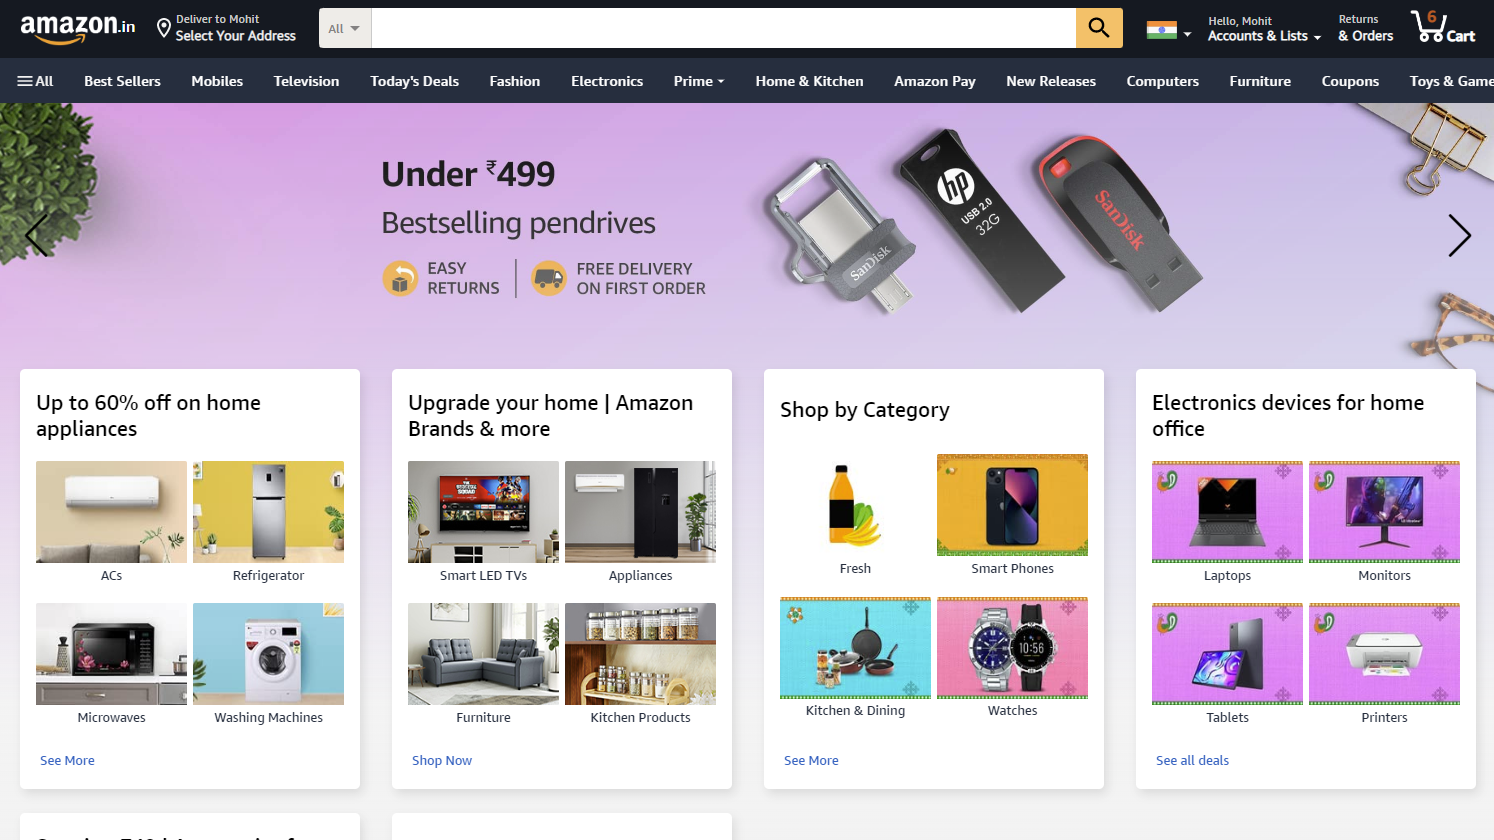 amazon.in
Deliver to Mohit
Select Your Address
All
Hello, Mohit
Accounts & Lists
Returns
& Orders
6
Cart
All
Best Sellers
Mobiles
Television
Today's Deals
Fashion
Electronics
Prime
Home & Kitchen
Amazon Pay
New Releases
Computers
Furniture
Coupons
Toys & Game
Under ₹499
Bestselling pendrives
EASY
RETURNS
FREE DELIVERY
ON FIRST ORDER
SanDisk
hp
USB 2.0
32G
SanDisk
Up to 60% off on home
appliances
ACs
Refrigerator
Microwaves
Washing Machines
See More
Upgrade your home | Amazon
Brands & more
Smart LED TVs
Appliances
Furniture
Kitchen Products
Shop Now
Shop by Category
Fresh
Smart Phones
10:56
Kitchen & Dining
Watches
See More
Electronics devices for home
office
Laptops
Monitors
Tablets
Printers
See all deals